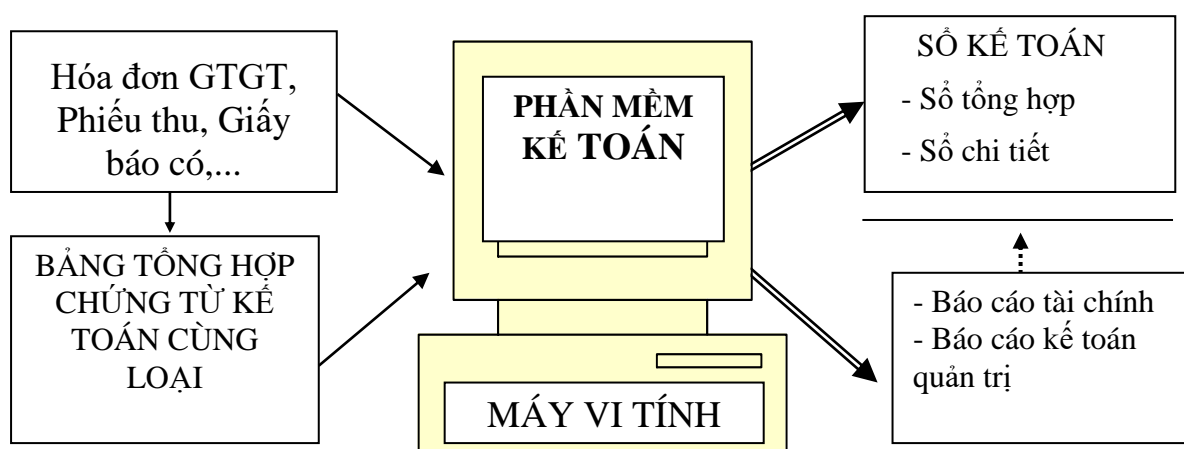 Hóa đơn GTGT,
Phiếu thu, Giấy
báo có,...
BẢNG TỔNG HỢP
CHỨNG TỪ KẾ
TOÁN CÙNG
LOẠI
PHẦN MỀM
KẾ TOÁN
MÁY VI TÍNH
SỔ KẾ TOÁN
- Sổ tổng hợp
- Sổ chi tiết
- Báo cáo tài chính
- Báo cáo kế toán
quản trị